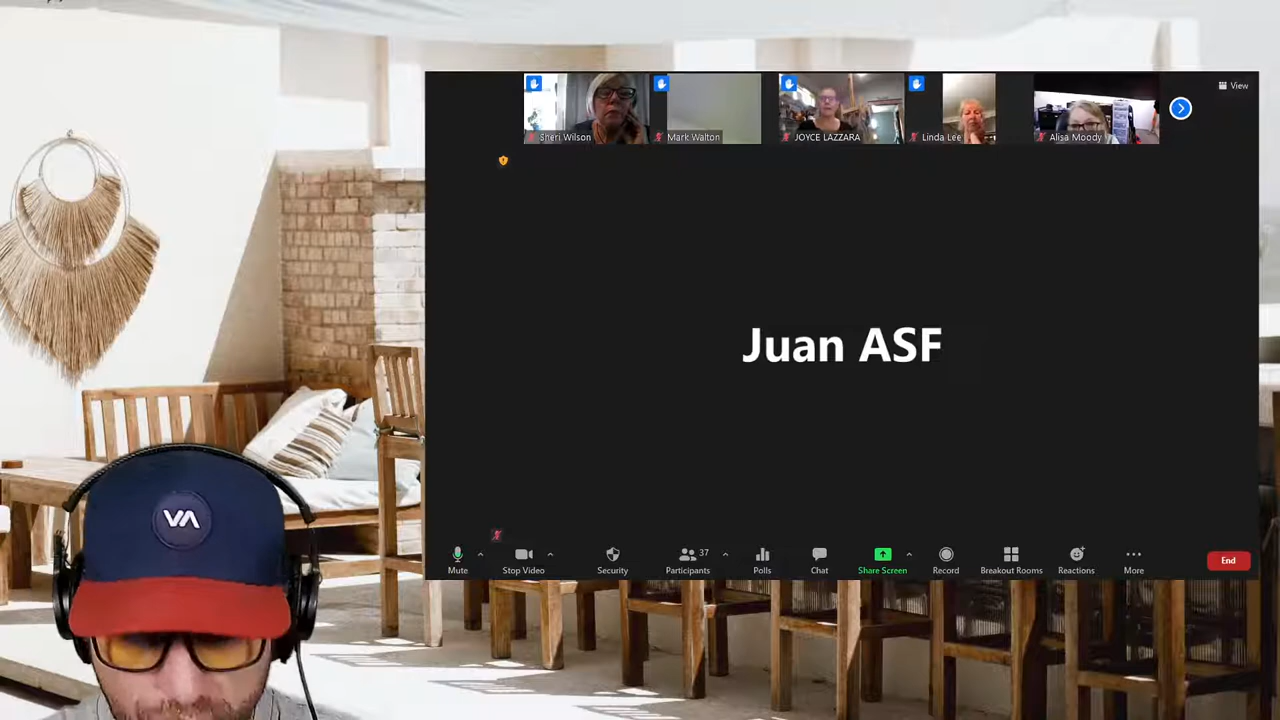 View
Sheri Wilson
Mark Walton
JOYCE LAZZARA
Linda Lee
Alisa Moody
Juan ASF
VA
Mute
Stop Video
Security
Participants
37
Polls
Chat
Share Screen
Record
Breakout Rooms
Reactions
More
End